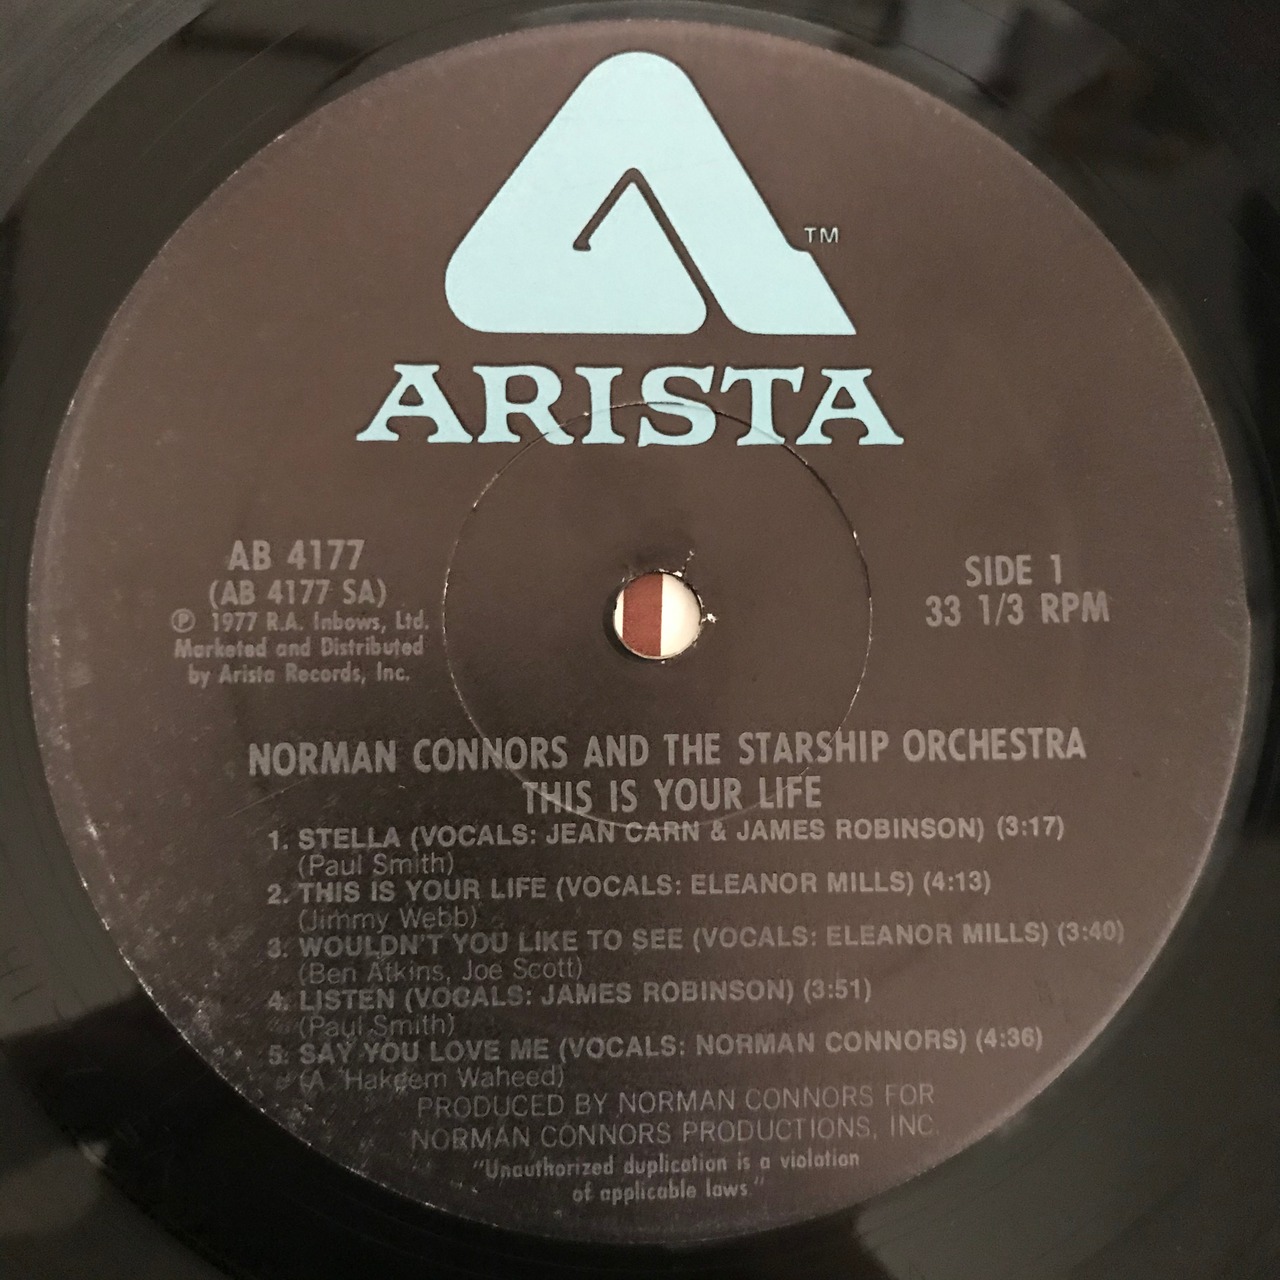 TM
ARISTA
AB 4177
(AB 4177 SA)
Ⓟ 1977 R.A. Inbows, Ltd.
Marketed and Distributed
by Arista Records, Inc.
SIDE 1
33 1/3 RPM
NORMAN CONNORS AND THE STARSHIP ORCHESTRA
THIS IS YOUR LIFE
1. STELLA (VOCALS: JEAN CARN & JAMES ROBINSON) (3:17)
(Paul Smith)
2. THIS IS YOUR LIFE (VOCALS: ELEANOR MILLS) (4:13)
(Jimmy Webb)
3. WOULDN'T YOU LIKE TO SEE (VOCALS: ELEANOR MILLS) (3:40)
(Ben Atkins, Joe Scott)
4. LISTEN (VOCALS: JAMES ROBINSON) (3:51)
(Paul Smith)
5. SAY YOU LOVE ME (VOCALS: NORMAN CONNORS) (4:36)
(A. Hakeem Waheed)
PRODUCED BY NORMAN CONNORS FOR
NORMAN CONNORS PRODUCTIONS, INC.
"Unauthorized duplication is a violation
of applicable laws."